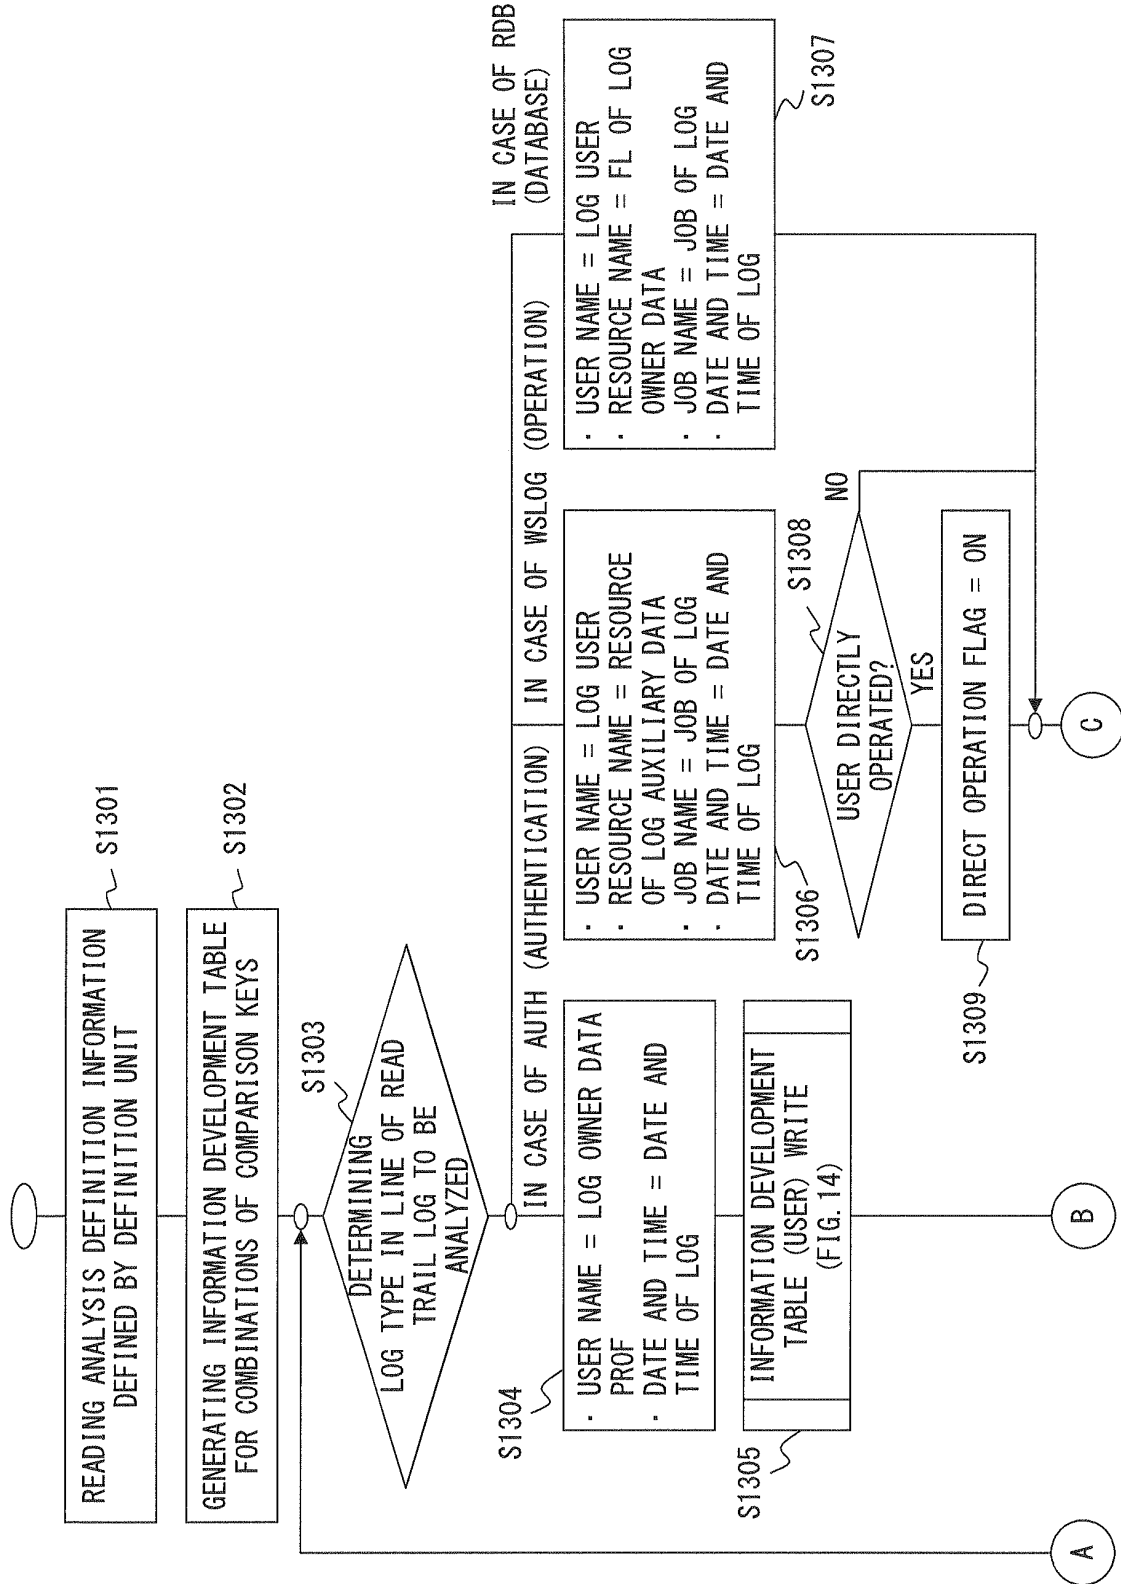 READING ANALYSIS DEFINITION INFORMATION
DEFINED BY DEFINITION UNIT
S1301
GENERATING INFORMATION DEVELOPMENT TABLE
FOR COMBINATIONS OF COMPARISON KEYS
S1302
DETERMINING
LOG TYPE IN LINE OF READ
TRAIL LOG TO BE
ANALYZED
S1303
IN CASE OF AUTH (AUTHENTICATION)
IN CASE OF WSLOG (OPERATION)
IN CASE OF RDB
(DATABASE)
S1304
· USER NAME = LOG OWNER DATA
PROF
· DATE AND TIME = DATE AND
TIME OF LOG
S1305
INFORMATION DEVELOPMENT
TABLE (USER) WRITE
(FIG. 14)
· USER NAME = LOG USER
· RESOURCE NAME = RESOURCE
OF LOG AUXILIARY DATA
· JOB NAME = JOB OF LOG
· DATE AND TIME = DATE AND
TIME OF LOG
S1306
· USER NAME = LOG USER
· RESOURCE NAME = FL OF LOG
OWNER DATA
· JOB NAME = JOB OF LOG
· DATE AND TIME = DATE AND
TIME OF LOG
S1307
USER DIRECTLY
OPERATED?
S1308
NO
YES
DIRECT OPERATION FLAG = ON
S1309
A
B
C